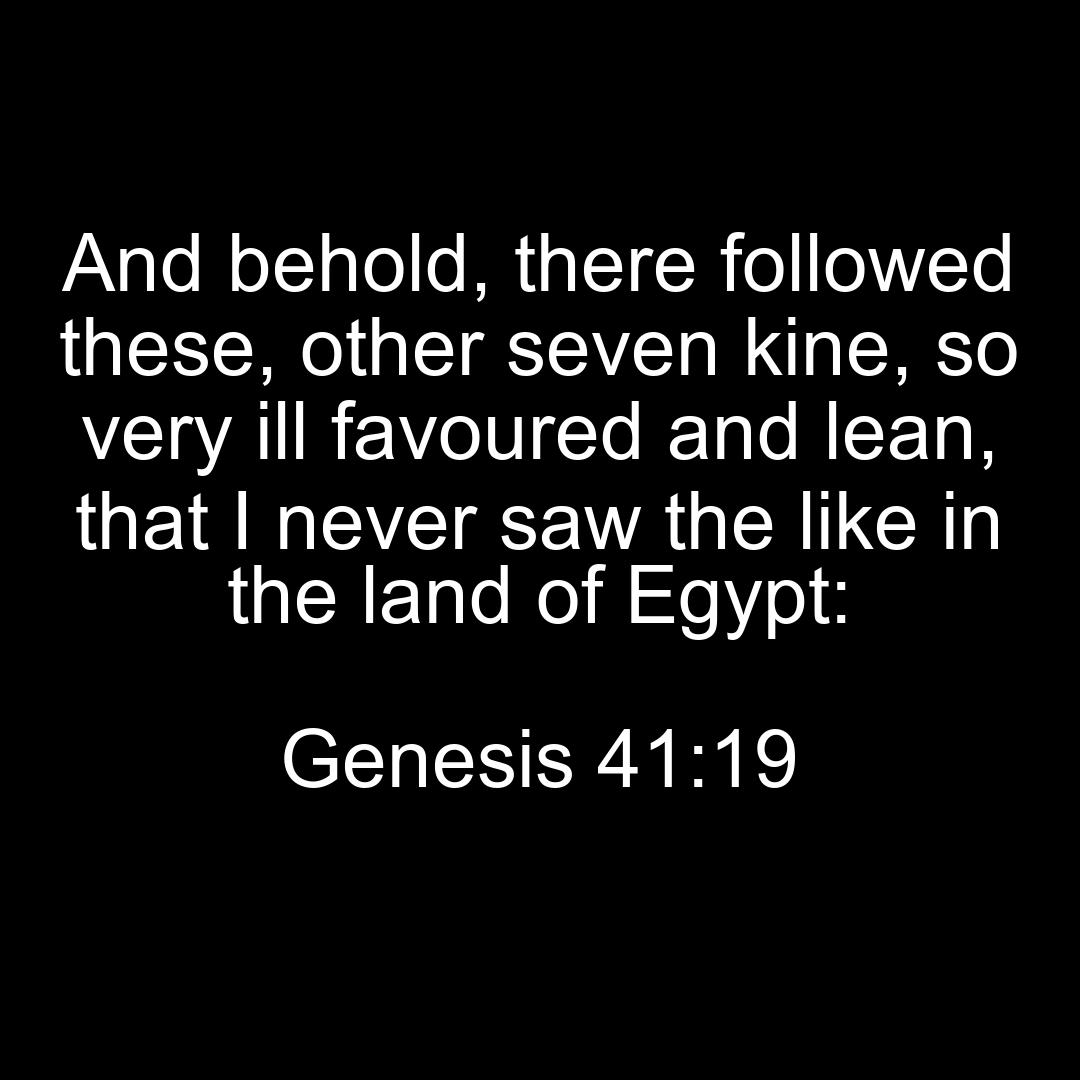 And behold, there followed
these, other seven kine, so
very ill favoured and lean,
that I never saw the like in
the land of Egypt:
Genesis 41:19